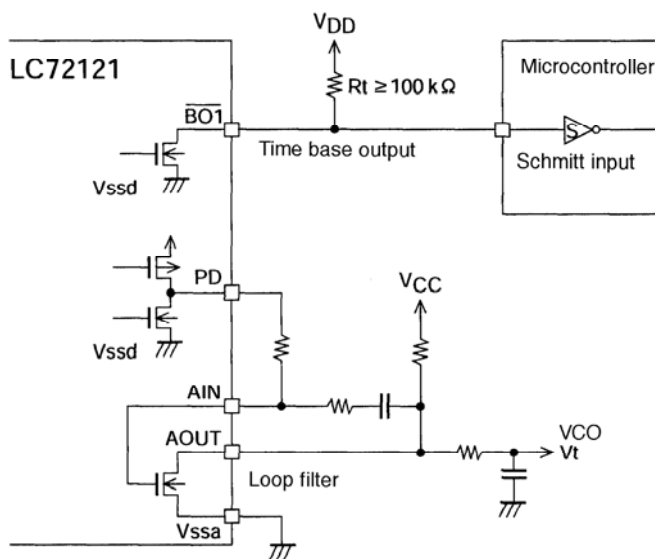 VDD
LC72121
Microcontroller
Rt ≥ 100 kΩ
BO1
Time base output
S
Schmitt input
Vssd
PD
VCC
Vssd
AIN
AOUT
VCO
Vt
Loop filter
Vssa